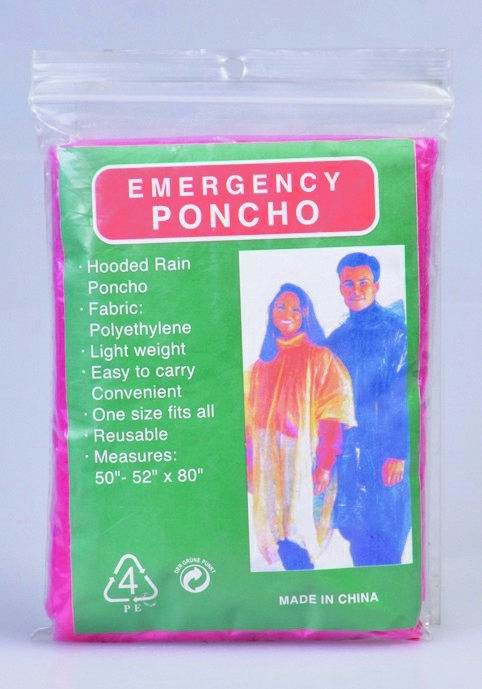 EMERGENCY
PONCHO
· Hooded Rain
Poncho
· Fabric:
Polyethylene
· Light weight
· Easy to carry
Convenient
· One size fits all
· Reusable
· Measures:
50"- 52" x 80"
4
PE
DER GRÜNE PUNKT
MADE IN CHINA